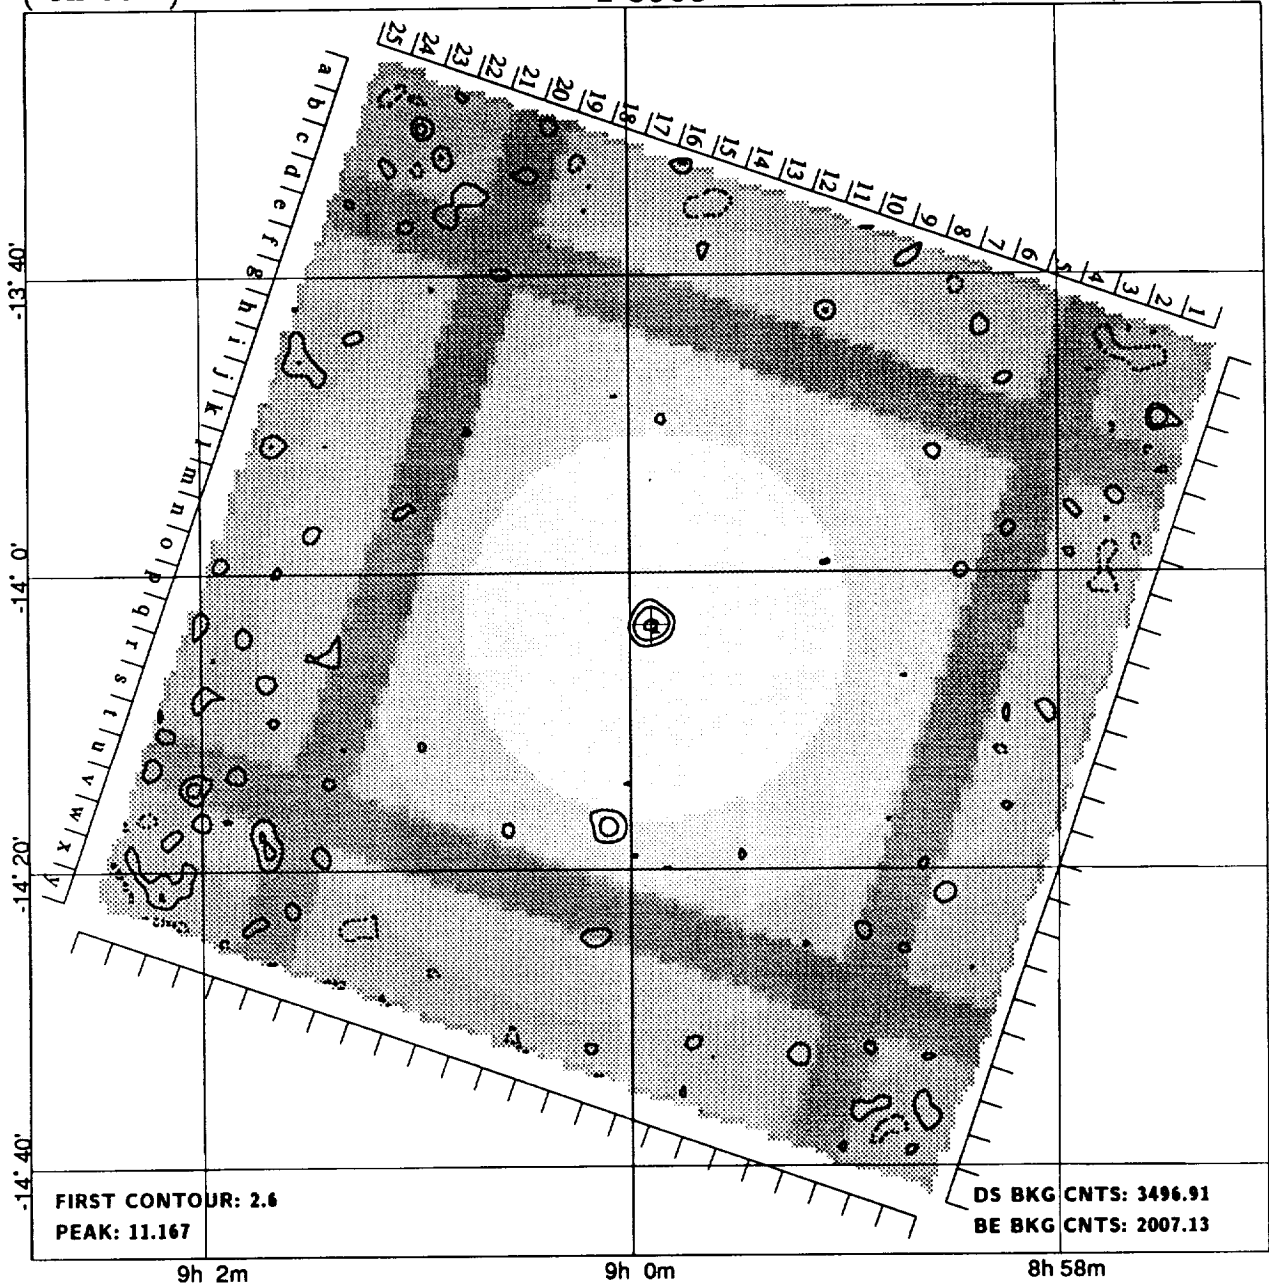 25 24 23 22 21 20 19 18 17 16 15 14 13 12 11 10 9 8 7 6 5 4 3 2 1
a b c d e f g h i j k l m n o p q r s t u v w x y
-13° 40'
-14° 0'
-14° 20'
-14° 40'
FIRST CONTOUR: 2.6
PEAK: 11.167
DS BKG CNTS: 3496.91
BE BKG CNTS: 2007.13
9h 2m
9h 0m
8h 58m